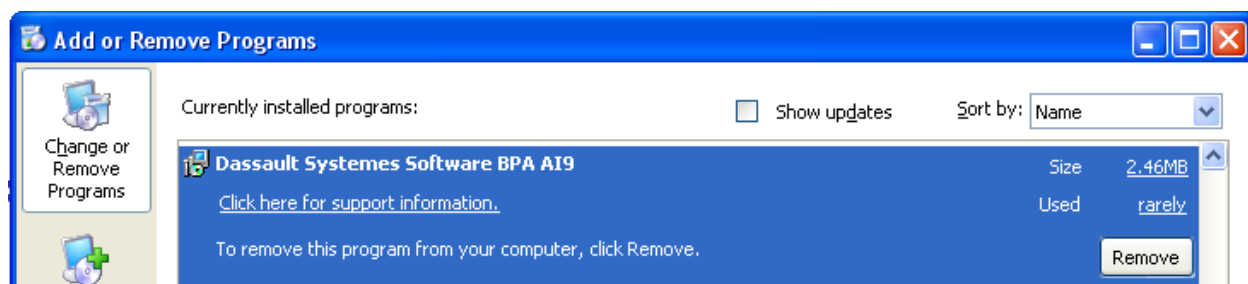 Add or Remove Programs
Change or
Remove
Programs
Currently installed programs:
Show updates
Sort by: Name
Dassault Systemes Software BPA AI9
Size 2.46MB
Click here for support information.
Used rarely
To remove this program from your computer, click Remove.
Remove